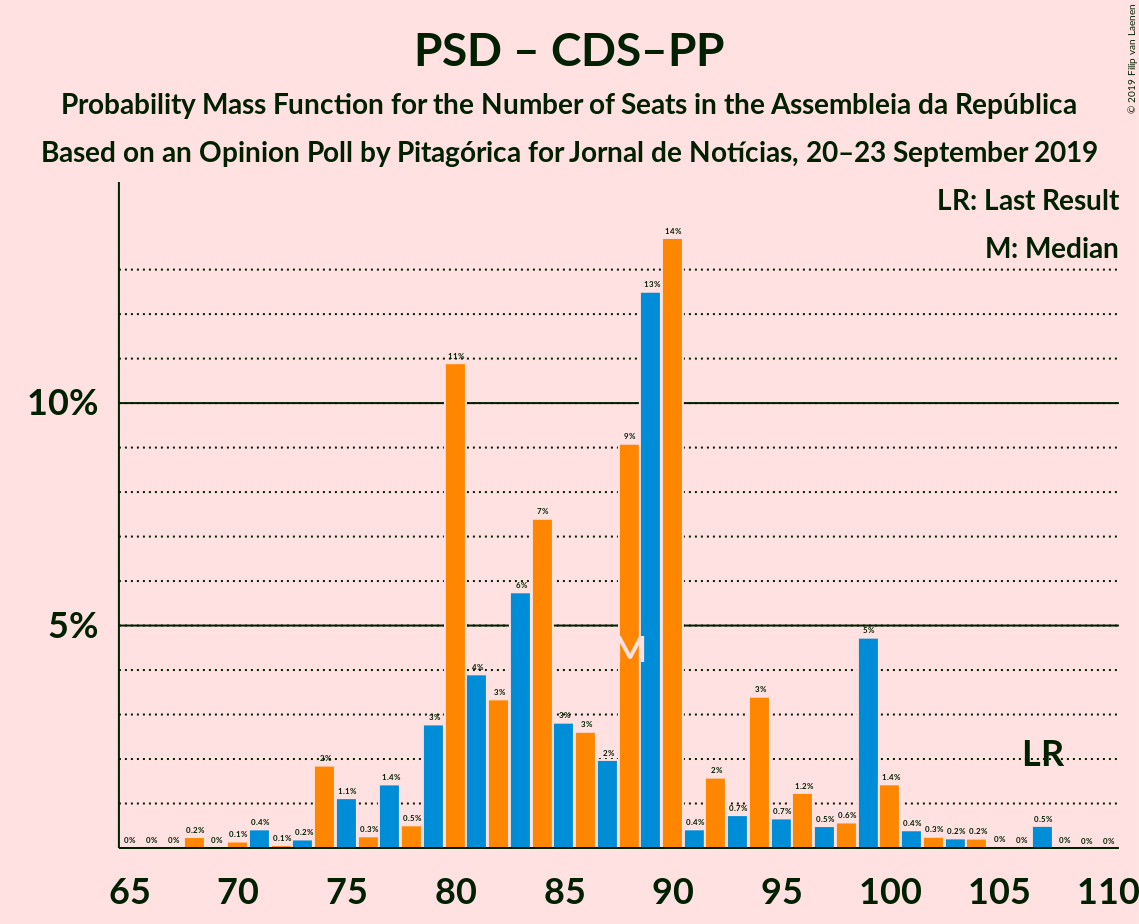 PSD – CDS–PP
Probability Mass Function for the Number of Seats in the Assembleia da República
Based on an Opinion Poll by Pitagórica for Jornal de Notícias, 20–23 September 2019
© 2019 Filip van Laenen
LR: Last Result
M: Median
10%
5%
0% 0% 0% 0.2% 0% 0.1% 0.4% 0.1% 0.2% 2% 1.1% 0.3% 1.4% 0.5% 3% 11% 4% 3% 6% 7% 3% 3% 2% 9% 13% 14% 0.4% 2% 0.7% 3% 0.7% 1.2% 0.5% 0.6% 5% 1.4% 0.4% 0.3% 0.2% 0.2% 0% 0% 0.5% 0% 0% 0%
M
LR
65 70 75 80 85 90 95 100 105 110